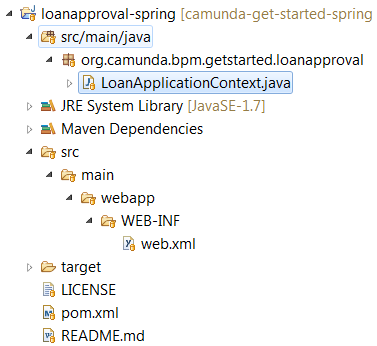 loanapproval-spring [camunda-get-started-spring
src/main/java
org.camunda.bpm.getstarted.loanapproval
LoanApplicationContext.java
JRE System Library [JavaSE-1.7]
Maven Dependencies
src
main
webapp
WEB-INF
web.xml
target
LICENSE
pom.xml
README.md